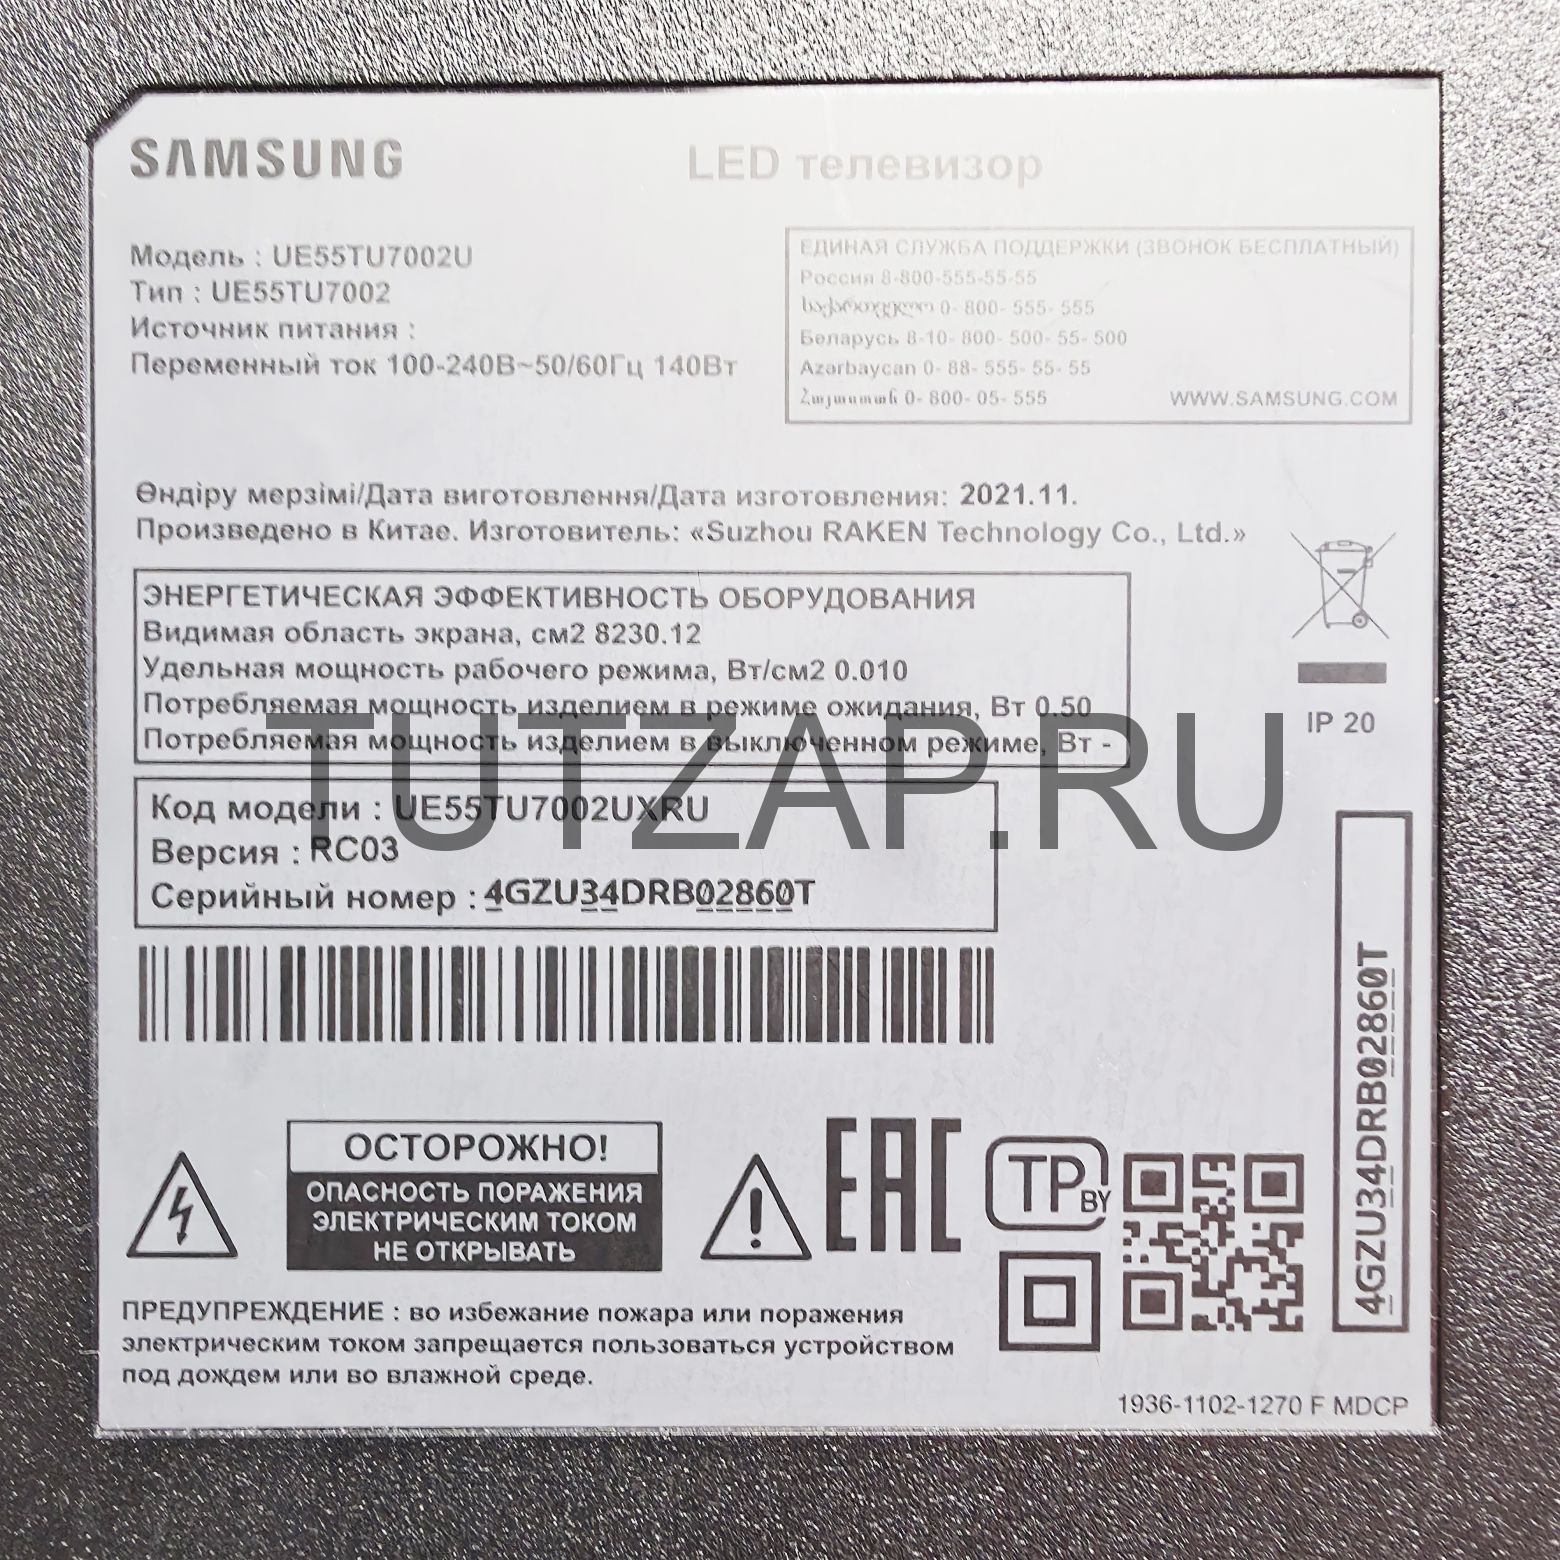 SAMSUNG
LED телевизор
Модель : UE55TU7002U
Тип : UE55TU7002
Источник питания :
Переменный ток 100-240В~50/60Гц 140Вт
ЕДИНАЯ СЛУЖБА ПОДДЕРЖКИ (ЗВОНОК БЕСПЛАТНЫЙ)
Россия 8-800-555-55-55
საქართველო 0- 800- 555- 555
Беларусь 8-10- 800- 500- 55- 500
Azərbaycan 0- 88- 555- 55- 55
Հայաստան 0- 800- 05- 555
WWW.SAMSUNG.COM
Өндіру мерзімі/Дата виготовлення/Дата изготовления: 2021.11.
Произведено в Китае. Изготовитель: «Suzhou RAKEN Technology Co., Ltd.»
ЭНЕРГЕТИЧЕСКАЯ ЭФФЕКТИВНОСТЬ ОБОРУДОВАНИЯ
Видимая область экрана, см2 8230.12
Удельная мощность рабочего режима, Вт/см2 0.010
Потребляемая мощность изделием в режиме ожидания, Вт 0.50
Потребляемая мощность изделием в выключенном режиме, Вт -
IP 20
TUTZAP.RU
Код модели : UE55TU7002UXRU
Версия : RC03
Серийный номер : 4GZU34DRB02860T
4GZU34DRB02860T
ОСТОРОЖНО!
ОПАСНОСТЬ ПОРАЖЕНИЯ
ЭЛЕКТРИЧЕСКИМ ТОКОМ
НЕ ОТКРЫВАТЬ
EAC
TP BY
ПРЕДУПРЕЖДЕНИЕ : во избежание пожара или поражения
электрическим током запрещается пользоваться устройством
под дождем или во влажной среде.
1936-1102-1270 F MDCP